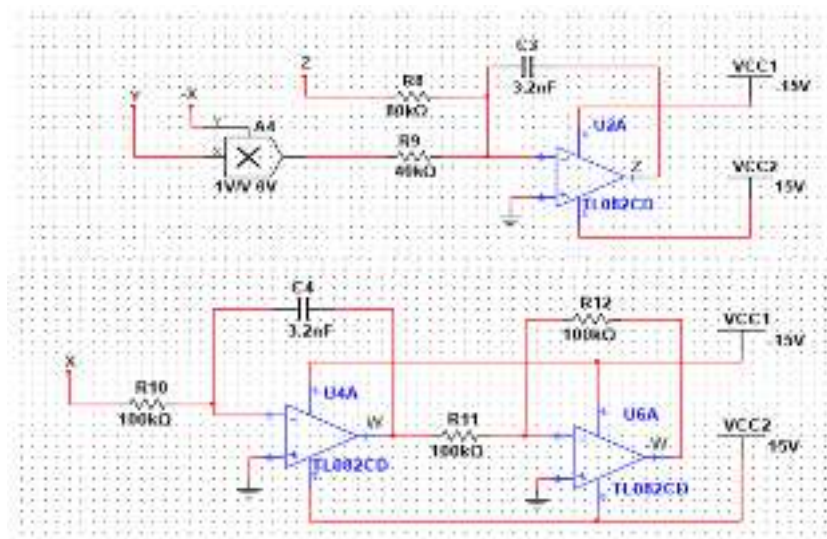 C3
Z
VCC1
R8
3.2nF
15V
Y
-X
80kΩ
U2A
Y
A4
R9
VCC2
X
Z
1V/V 0V
40kΩ
15V
TL082CD
C4
R12
3.2nF
100kΩ
VCC1
X
15V
R10
U4A
R11
U6A
VCC2
100kΩ
W
-W
15V
100kΩ
TL082CD
TL082CD